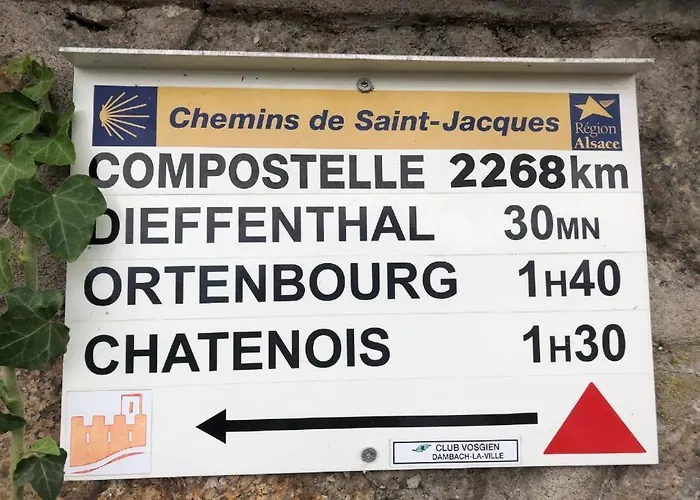 Chemins de Saint-Jacques
Région
Alsace
COMPOSTELLE 2268km
DIEFFENTHAL 30MN
ORTENBOURG 1H40
CHATENOIS 1H30
CLUB VOSGIEN
DAMBACH-LA-VILLE